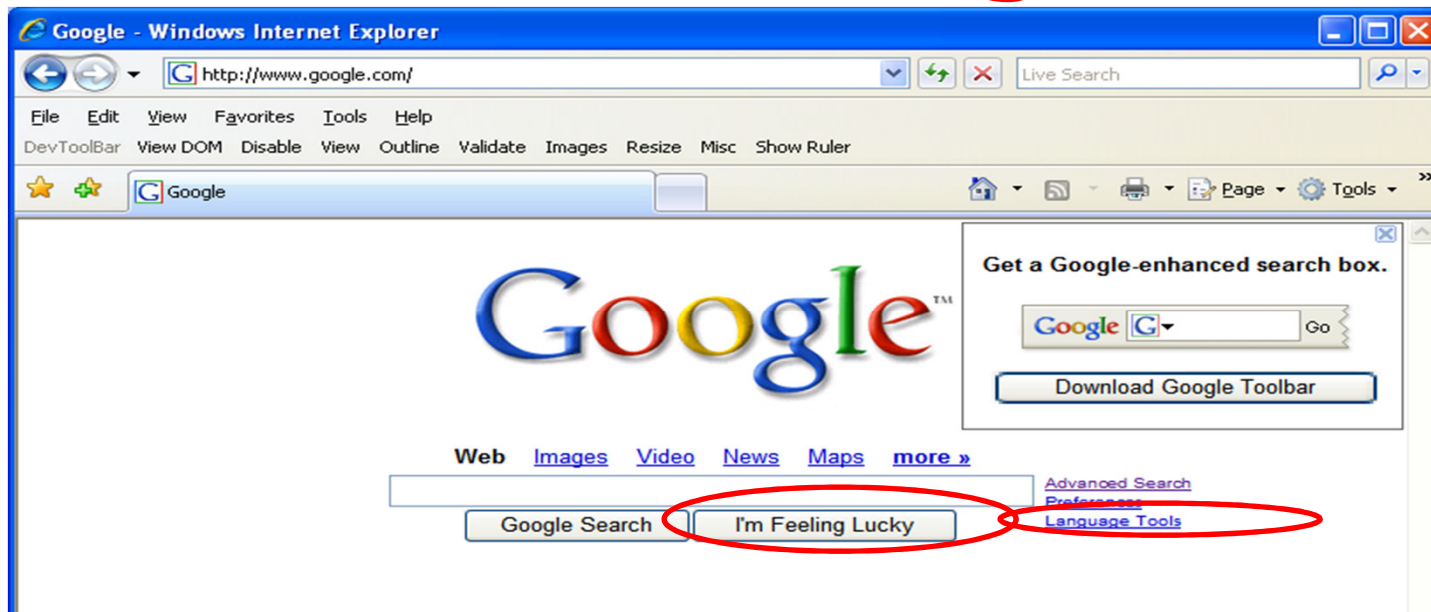 Google - Windows Internet Explorer
http://www.google.com/
Live Search
File Edit View Favorites Tools Help
DevToolBar View DOM Disable View Outline Validate Images Resize Misc Show Ruler
Google
Page Tools »
Google™
Get a Google-enhanced search box.
Google G Go
Download Google Toolbar
Web Images Video News Maps more »
Advanced Search
Preferences
Google Search I'm Feeling Lucky Language Tools